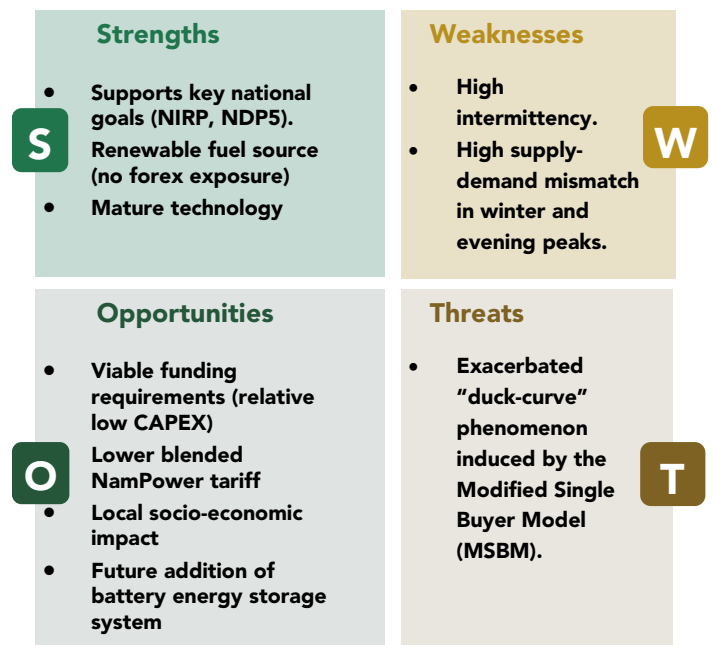 Strengths
• Supports key national
goals (NIRP, NDP5).
Renewable fuel source
(no forex exposure)
• Mature technology
S
Weaknesses
• High
intermittency.
• High supply-
demand mismatch
in winter and
evening peaks.
W
Opportunities
• Viable funding
requirements (relative
low CAPEX)
Lower blended
NamPower tariff
• Local socio-economic
impact
• Future addition of
battery energy storage
system
O
Threats
• Exacerbated
“duck-curve”
phenomenon
induced by the
Modified Single
Buyer Model
(MSBM).
T